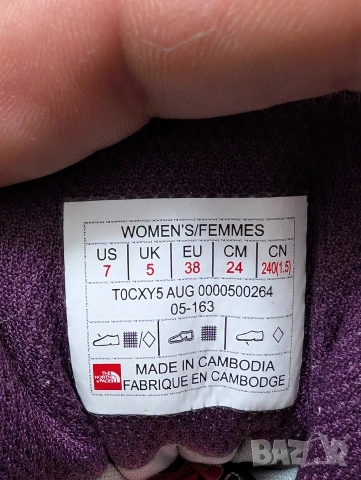 WOMEN'S/FEMMES
US UK EU CM CN
7 5 38 24 240(1.5)
T0CXY5 AUG 0000500264
05-163
THE NORTH FACE
MADE IN CAMBODIA
FABRIQUE EN CAMBODGE
BAZAR